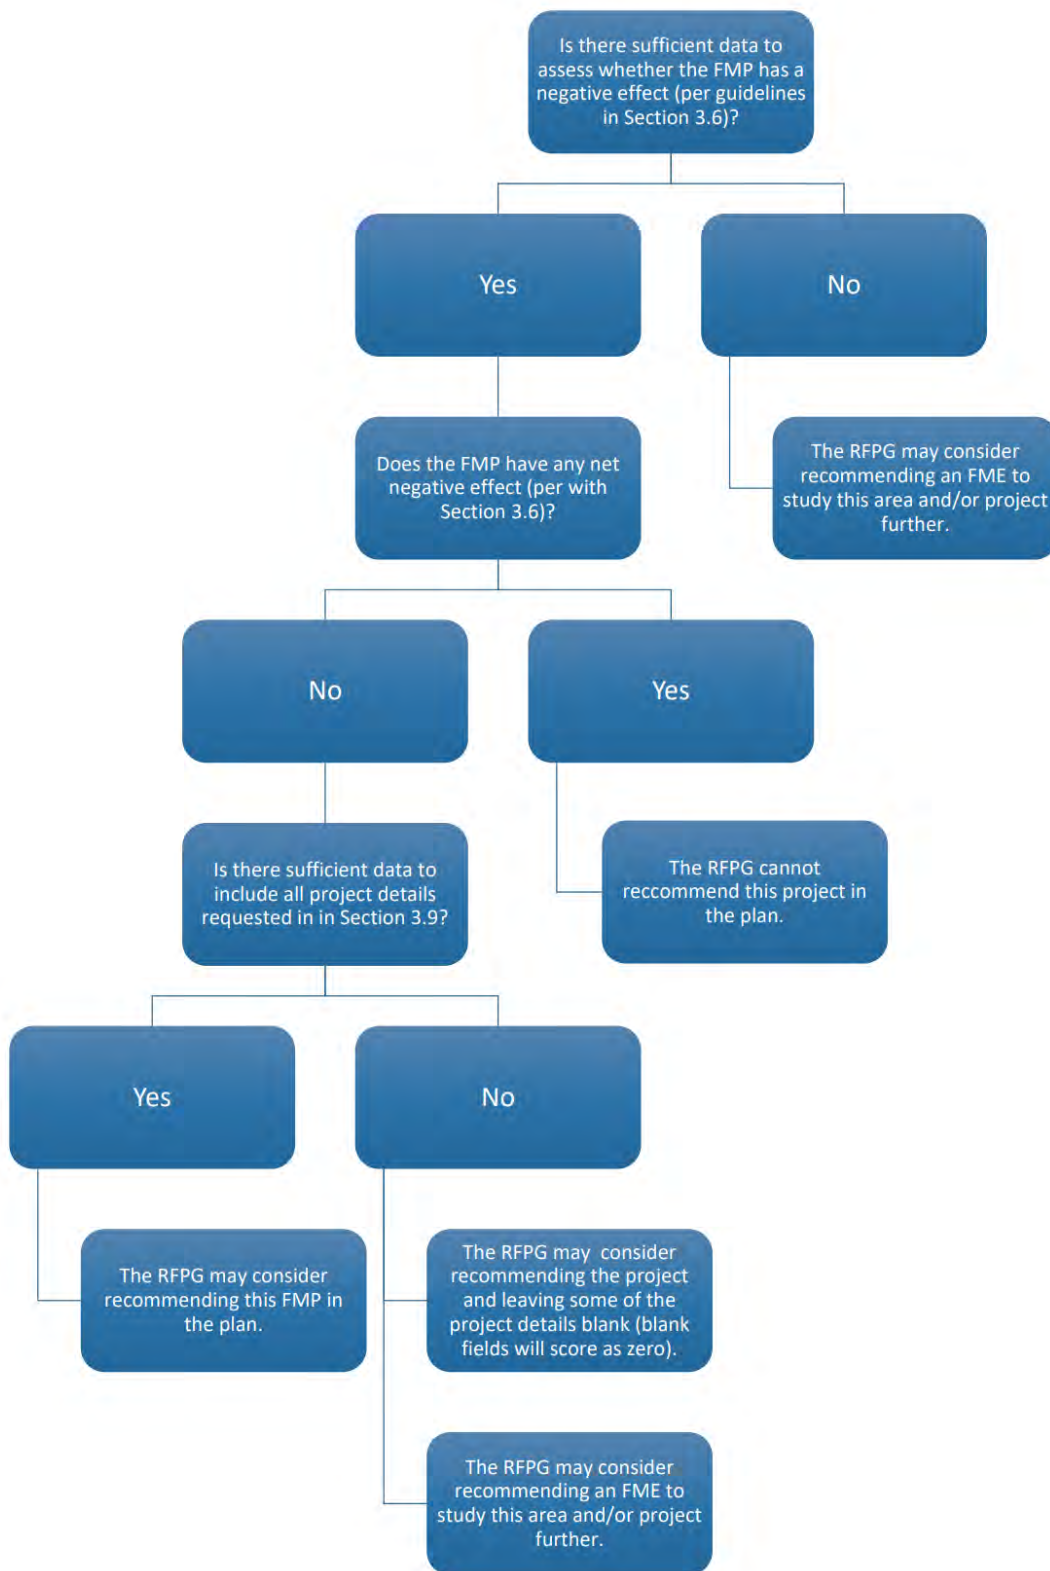 Is there sufficient data to
assess whether the FMP has a
negative effect (per guidelines
in Section 3.6)?
Yes
No
Does the FMP have any net
negative effect (per with
Section 3.6)?
The RFPG may consider
recommending an FME to
study this area and/or project
further.
No
Yes
Is there sufficient data to
include all project details
requested in in Section 3.9?
The RFPG cannot
reccommend this project in
the plan.
Yes
No
The RFPG may consider
recommending this FMP in
the plan.
The RFPG may  consider
recommending the project
and leaving some of the
project details blank (blank
fields will score as zero).
The RFPG may consider
recommending an FME to
study this area and/or project
further.